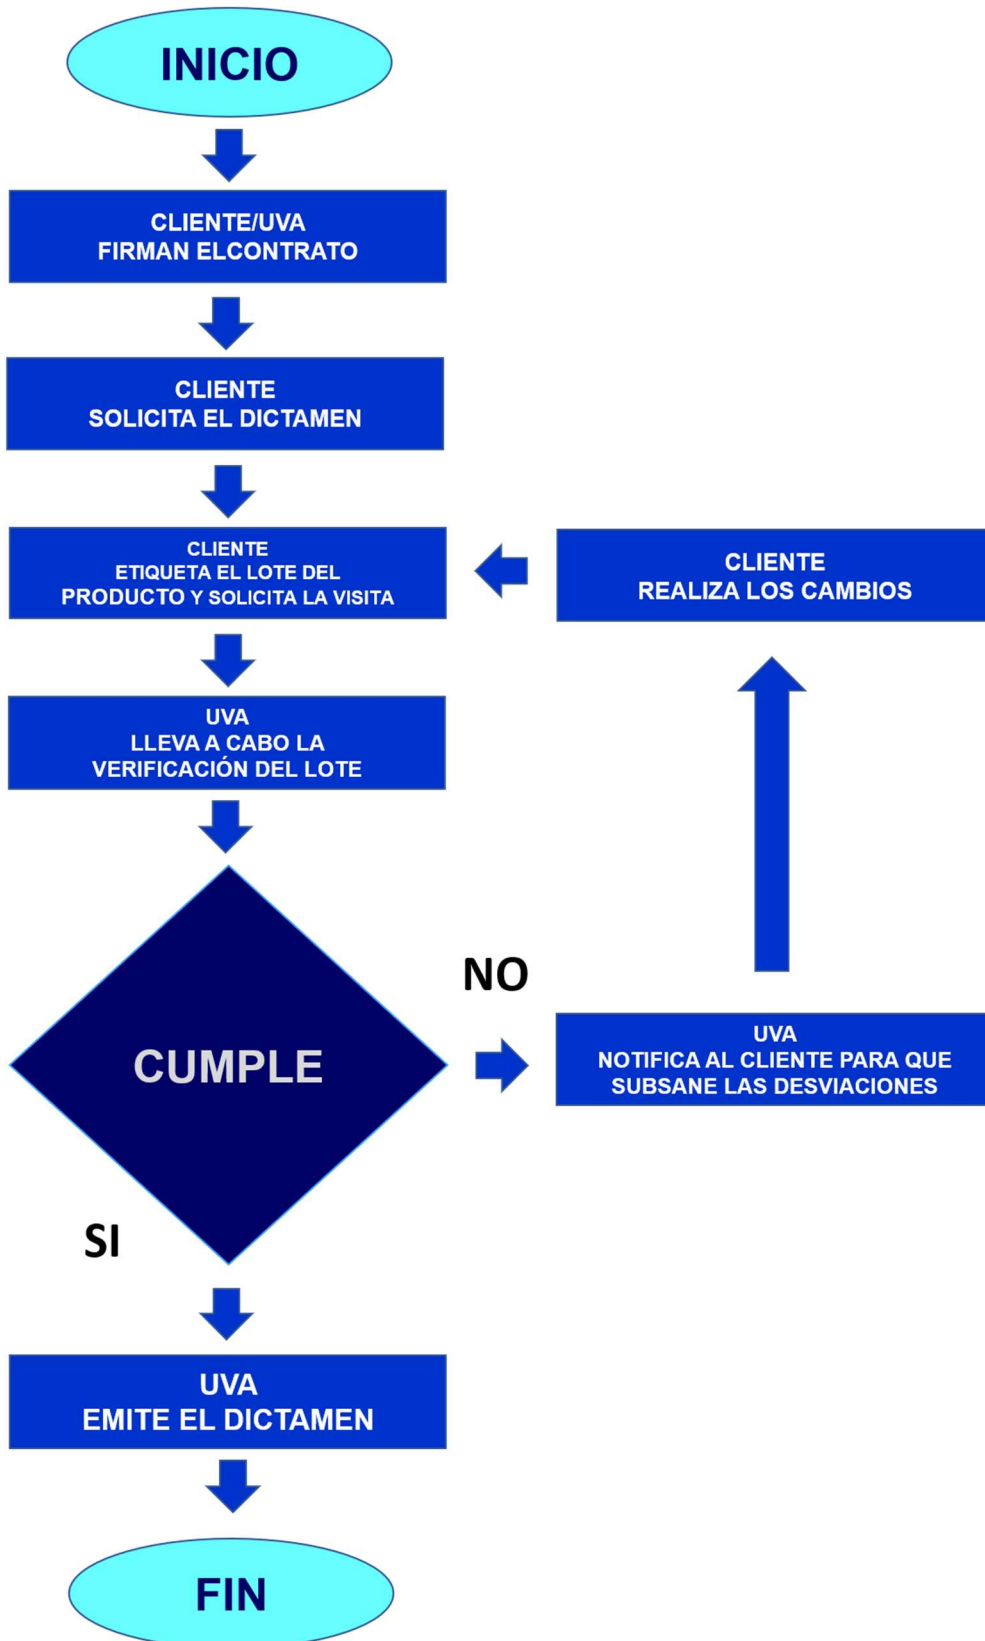 INICIO
CLIENTE/UVA
FIRMAN ELCONTRATO
CLIENTE
SOLICITA EL DICTAMEN
CLIENTE
ETIQUETA EL LOTE DEL
PRODUCTO Y SOLICITA LA VISITA
CLIENTE
REALIZA LOS CAMBIOS
UVA
LLEVA A CABO LA
VERIFICACIÓN DEL LOTE
CUMPLE
NO
UVA
NOTIFICA AL CLIENTE PARA QUE
SUBSANE LAS DESVIACIONES
SI
UVA
EMITE EL DICTAMEN
FIN